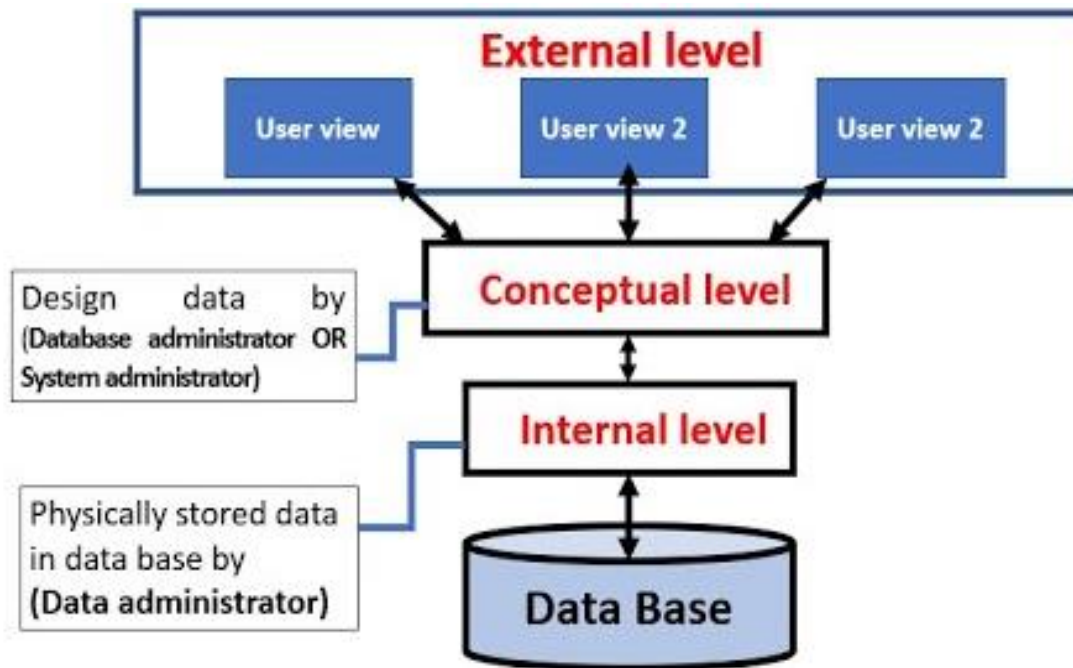 External level
User view
User view 2
User view 2
Conceptual level
Design data by
(Database administrator OR
System administrator)
Internal level
Physically stored data
in data base by
(Data administrator)
Data Base